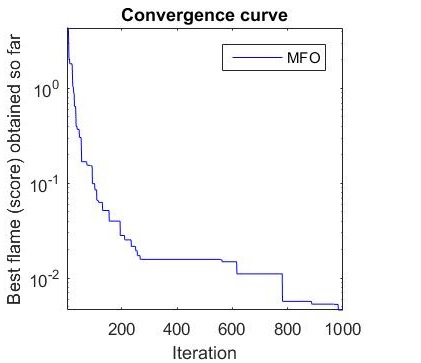 Convergence curve
MFO
Best flame (score) obtained so far
10^0
10^-1
10^-2
200 400 600 800 1000
Iteration